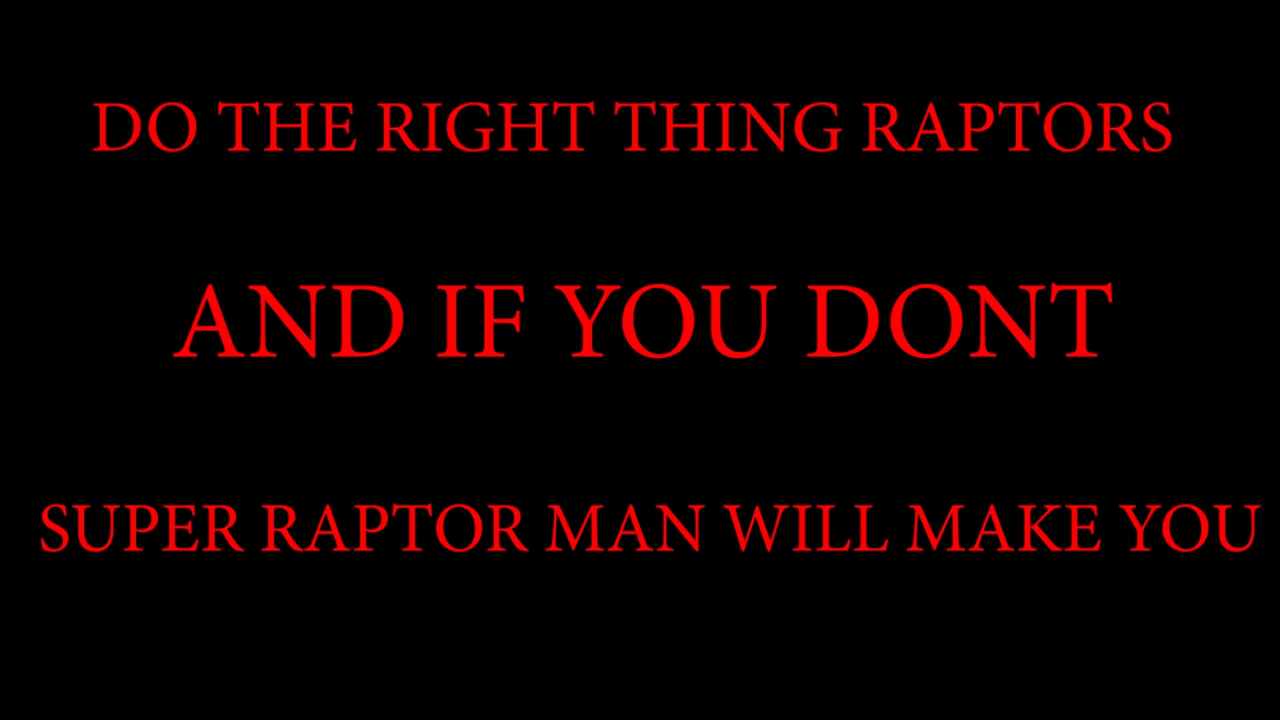 DO THE RIGHT THING RAPTORS
AND IF YOU DONT
SUPER RAPTOR MAN WILL MAKE YOU